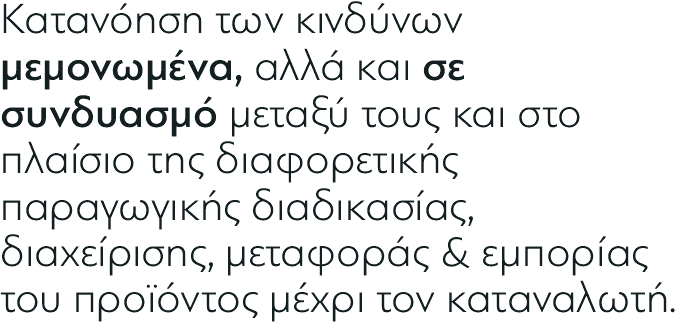 Κατανόηση των κινδύνων
μεμονωμένα, αλλά και σε
συνδυασμό μεταξύ τους και στο
πλαίσιο της διαφορετικής
παραγωγικής διαδικασίας,
διαχείρισης, μεταφοράς & εμπορίας
του προϊόντος μέχρι τον καταναλωτή.